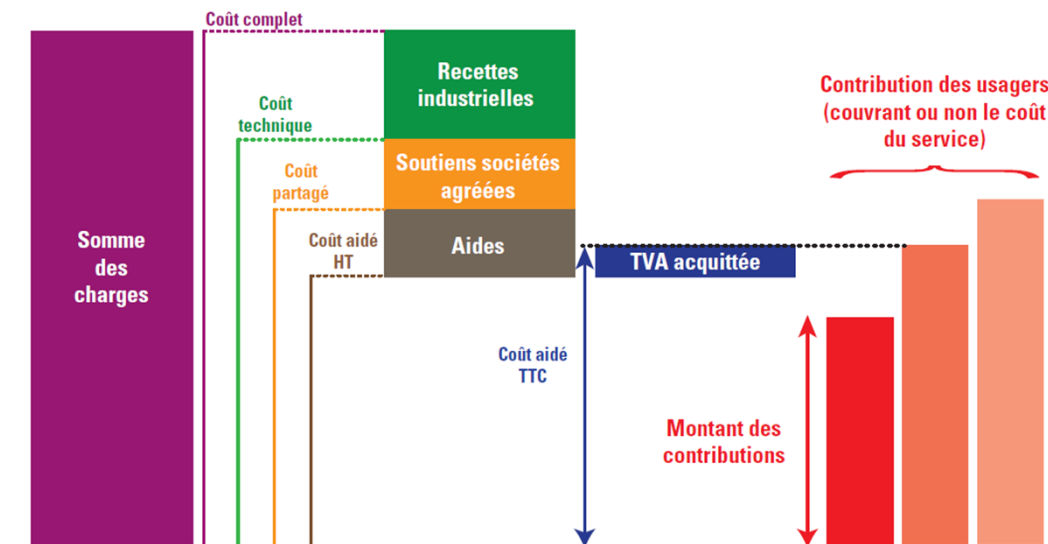 Coût complet
Recettes
industrielles
Coût
technique
Contribution des usagers
(couvrant ou non le coût
du service)
Soutiens sociétés
agréées
Coût
partagé
Somme
des
charges
Coût aidé
HT
Aides
TVA acquittée
Coût aidé
TTC
Montant des
contributions